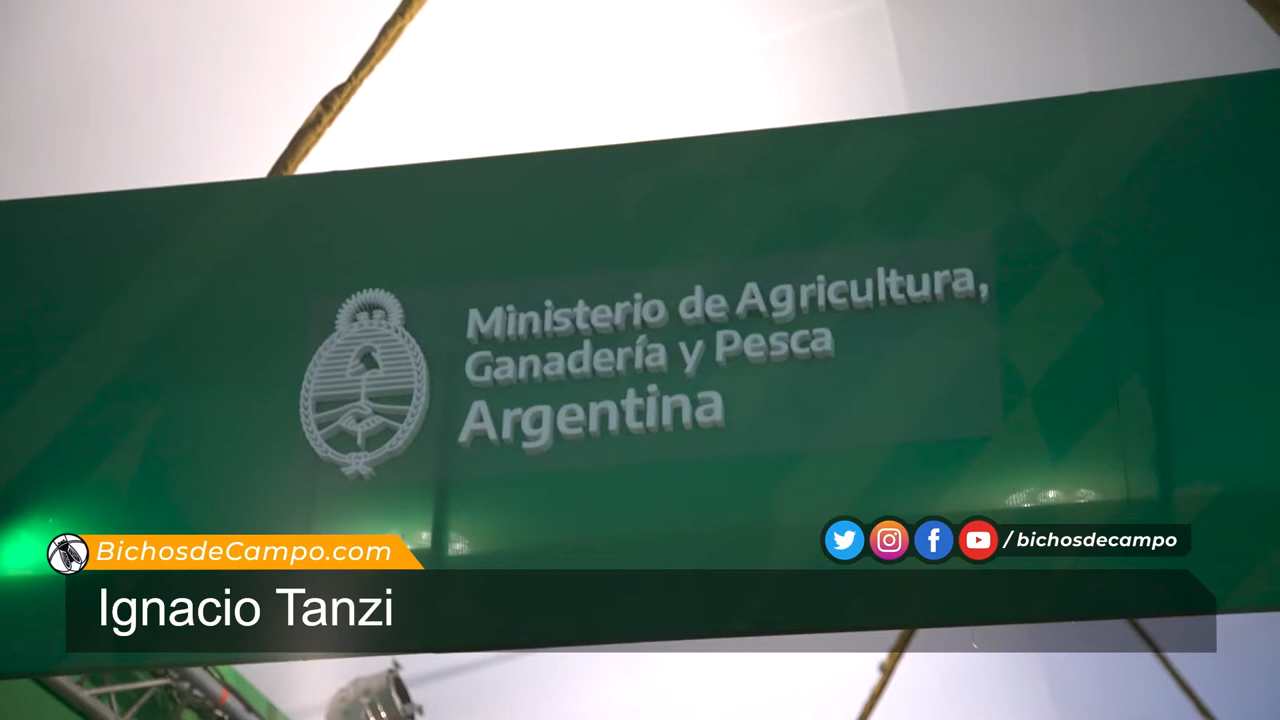 Ministerio de Agricultura,
Ganadería y Pesca
Argentina
BichosdeCampo.com
/bichosdecampo
Ignacio Tanzi